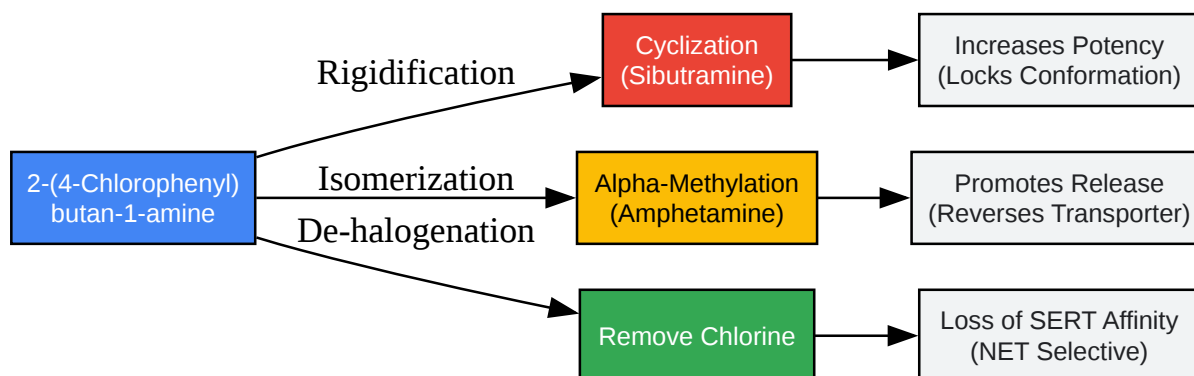 Cyclization
(Sibutramine)
Increases Potency
(Locks Conformation)
Rigidification
2-(4-Chlorophenyl)
butan-1-amine
Isomerization
Alpha-Methylation
(Amphetamine)
Promotes Release
(Reverses Transporter)
De-halogenation
Remove Chlorine
Loss of SERT Affinity
(NET Selective)